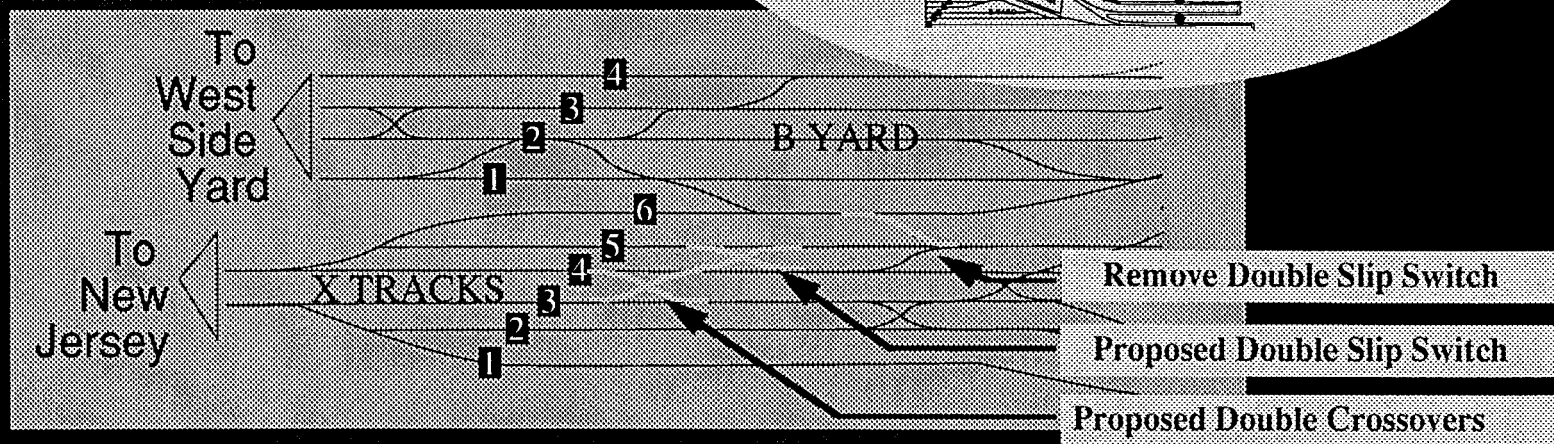 To
West
Side
Yard
4
3
2
B YARD
1
6
5
To
New
Jersey
4
X TRACKS
3
2
1
Remove Double Slip Switch
Proposed Double Slip Switch
Proposed Double Crossovers